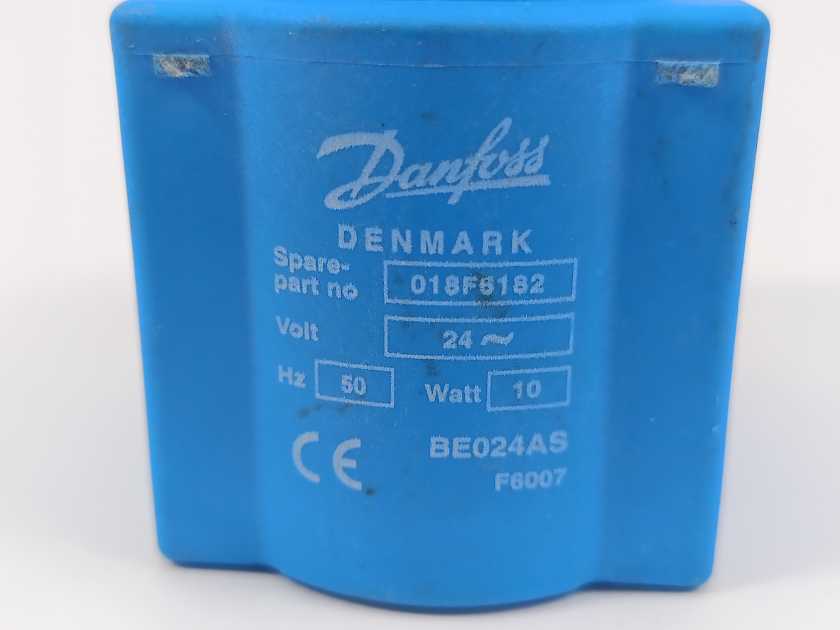 Danfoss
DENMARK
Spare-
part no 018F6182
Volt 24 ~
Hz 50 Watt 10
CE BE024AS
F6007